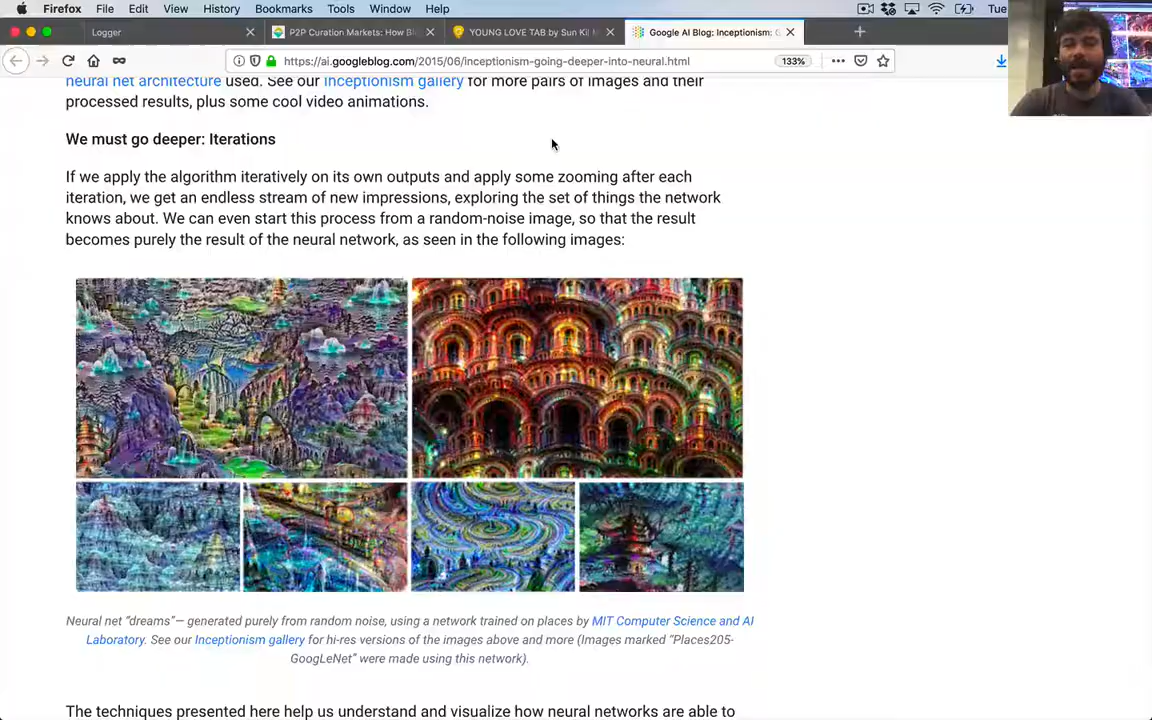 Firefox File Edit View History Bookmarks Tools Window Help Tue
Logger P2P Curation Markets: How Bl YOUNG LOVE TAB by Sun Kil M Google AI Blog: Inceptionism: G
https://ai.googleblog.com/2015/06/inceptionism-going-deeper-into-neural.html 133%
neural net architecture used. See our Inceptionism gallery for more pairs of images and their
processed results, plus some cool video animations.
We must go deeper: Iterations
If we apply the algorithm iteratively on its own outputs and apply some zooming after each
iteration, we get an endless stream of new impressions, exploring the set of things the network
knows about. We can even start this process from a random-noise image, so that the result
becomes purely the result of the neural network, as seen in the following images:
Neural net “dreams”— generated purely from random noise, using a network trained on places by MIT Computer Science and AI
Laboratory. See our Inceptionism gallery for hi-res versions of the images above and more (Images marked “Places205-
GoogLeNet” were made using this network).
The techniques presented here help us understand and visualize how neural networks are able to